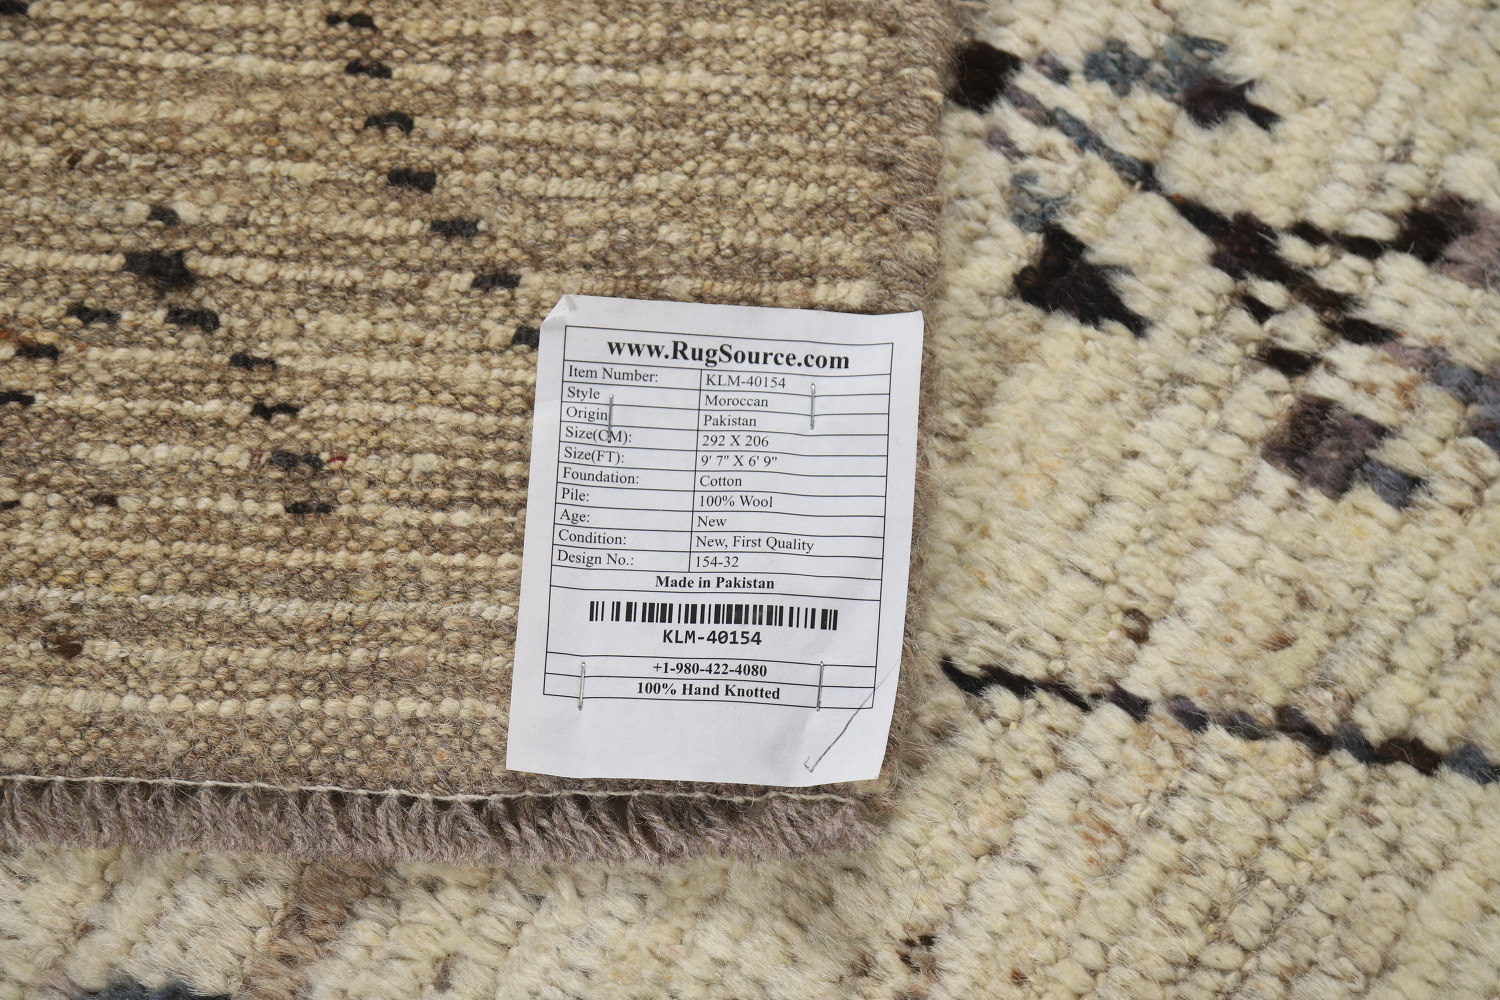 www.RugSource.com
Item Number: KLM-40154
Style Moroccan
Origin Pakistan
Size(CM): 292 X 206
Size(FT): 9' 7" X 6' 9"
Foundation: Cotton
Pile: 100% Wool
Age: New
Condition: New, First Quality
Design No.: 154-32
Made in Pakistan
KLM-40154
+1-980-422-4080
100% Hand Knotted